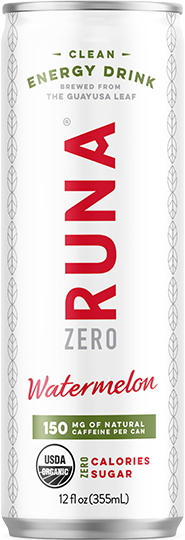 CLEAN
ENERGY DRINK
BREWED FROM
THE GUAYUSA LEAF
RUNA®
ZERO
Watermelon
150 MG OF NATURAL
CAFFEINE PER CAN
USDA
ORGANIC
ZERO
CALORIES
SUGAR
12 fl oz (355mL)